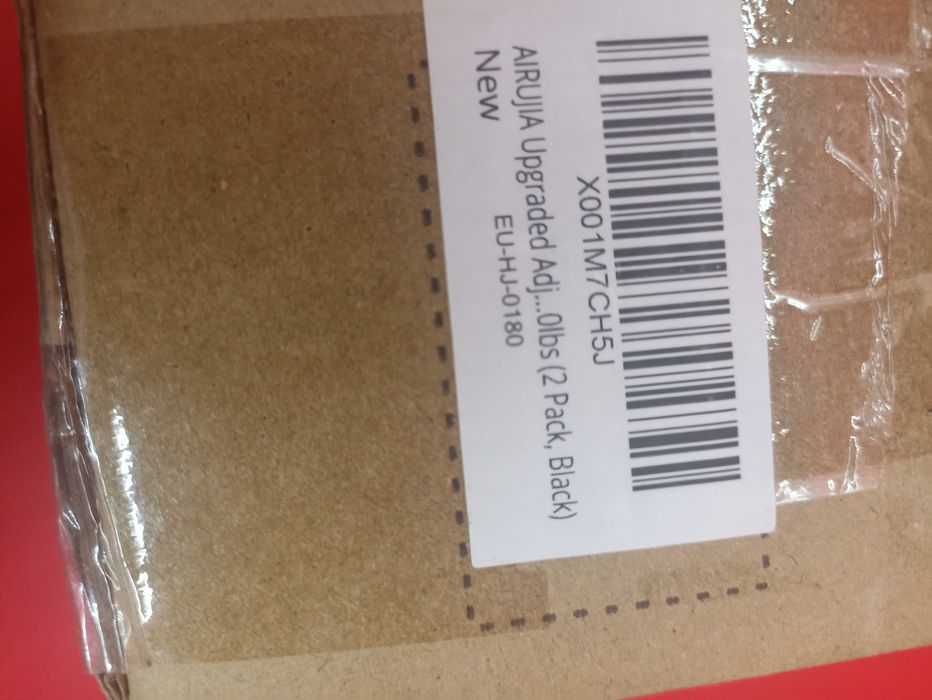 X001M7CH5J
AIRUJIA Upgraded Adj...0lbs (2 Pack, Black)
New
EU-HJ-0180